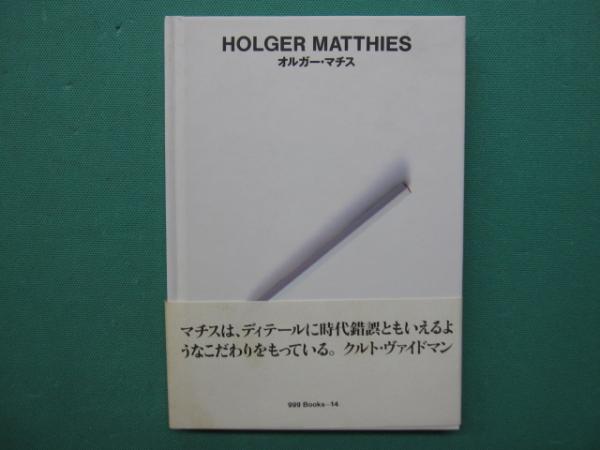 HOLGER MATTHIES
オルガー・マチス
マチスは、ディテールに時代錯誤ともいえるよ
うなこだわりをもっている。クルト・ヴァイドマン
ggg Books–14